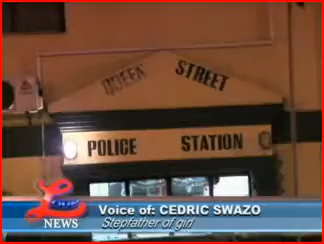 QUEEN STREET
POLICE STATION
Voice of: CEDRIC SWAZO
NEWS
Stepfather of girl